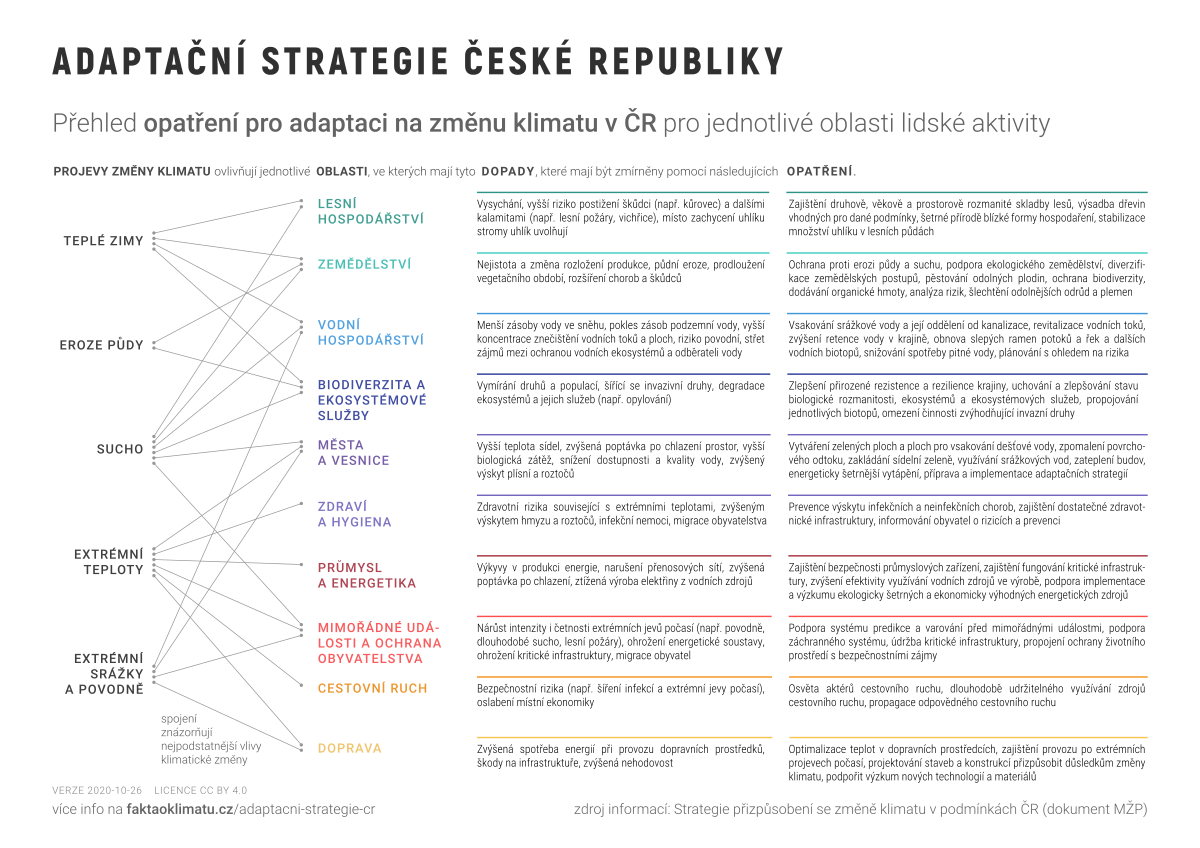 ADAPTAČNÍ STRATEGIE ČESKÉ REPUBLIKY
Přehled opatření pro adaptaci na změnu klimatu v ČR pro jednotlivé oblasti lidské aktivity
PROJEVY ZMĚNY KLIMATU ovlivňují jednotlivé OBLASTI, ve kterých mají tyto DOPADY, které mají být zmírněny pomocí následujících OPATŘENÍ.
TEPLÉ ZIMY
EROZE PŮDY
SUCHO
EXTRÉMNÍ
TEPLOTY
EXTRÉMNÍ
SRÁŽKY
A POVODNĚ
spojení
znázorňují
nejpodstatnější vlivy
klimatické změny
LESNÍ
HOSPODÁŘSTVÍ
Vysychání, vyšší riziko postižení škůdci (např. kůrovec) a dalšími
kalamitami (např. lesní požáry, vichřice), místo zachycení uhlíku
stromy uhlík uvolňují
Zajištění druhově, věkově a prostorově rozmanité skladby lesů, výsadba dřevin
vhodných pro dané podmínky, šetrné přírodě blízké formy hospodaření, stabilizace
množství uhlíku v lesních půdách
ZEMĚDĚLSTVÍ
Nejistota a změna rozložení produkce, půdní eroze, prodloužení
vegetačního období, rozšíření chorob a škůdců
Ochrana proti erozi půdy a suchu, podpora ekologického zemědělství, diverzifi-
kace zemědělských postupů, pěstování odolných plodin, ochrana biodiverzity,
dodávání organické hmoty, analýza rizik, šlechtění odolnějších odrůd a plemen
VODNÍ
HOSPODÁŘSTVÍ
Menší zásoby vody ve sněhu, pokles zásob podzemní vody, vyšší
koncentrace znečištění vodních toků a ploch, riziko povodní, střet
zájmů mezi ochranou vodních ekosystémů a odběrateli vody
Vsakování srážkové vody a její oddělení od kanalizace, revitalizace vodních toků,
zvýšení retence vody v krajině, obnova slepých ramen potoků a řek a dalších
vodních biotopů, snižování spotřeby pitné vody, plánování s ohledem na rizika
BIODIVERZITA A
EKOSYSTÉMOVÉ
SLUŽBY
Vymírání druhů a populací, šířící se invazivní druhy, degradace
ekosystémů a jejich služeb (např. opylování)
Zlepšení přirozené rezistence a rezilience krajiny, uchování a zlepšování stavu
biologické rozmanitosti, ekosystémů a ekosystémových služeb, propojování
jednotlivých biotopů, omezení činnosti zvýhodňující invazní druhy
MĚSTA
A VESNICE
Vyšší teplota sídel, zvýšená poptávka po chlazení prostor, vyšší
biologická zátěž, snížení dostupnosti a kvality vody, zvýšený
výskyt plísní a roztočů
Vytváření zelených ploch a ploch pro vsakování dešťové vody, zpomalení povrcho-
vého odtoku, zakládání sídelní zeleně, využívání srážkových vod, zateplení budov,
energeticky šetrnější vytápění, příprava a implementace adaptačních strategií
ZDRAVÍ
A HYGIENA
Zdravotní rizika související s extrémními teplotami, zvýšeným
výskytem hmyzu a roztočů, infekční nemoci, migrace obyvatelstva
Prevence výskytu infekčních a neinfekčních chorob, zajištění dostatečné zdravot-
nické infrastruktury, informování obyvatel o rizicích a prevenci
PRŮMYSL
A ENERGETIKA
Výkyvy v produkci energie, narušení přenosových sítí, zvýšená
poptávka po chlazení, ztížená výroba elektřiny z vodních zdrojů
Zajištění bezpečnosti průmyslových zařízení, zajištění fungování kritické infrastruk-
tury, zvýšení efektivity využívání vodních zdrojů ve výrobě, podpora implementace
a výzkumu ekologicky šetrných a ekonomicky výhodných energetických zdrojů
MIMOŘÁDNÉ UDÁ-
LOSTI A OCHRANA
OBYVATELSTVA
Nárůst intenzity i četnosti extrémních jevů počasí (např. povodně,
dlouhodobé sucho, lesní požáry), ohrožení energetické soustavy,
ohrožení kritické infrastruktury, migrace obyvatel
Podpora systému predikce a varování před mimořádnými událostmi, podpora
záchranného systému, údržba kritické infrastruktury, propojení ochrany životního
prostředí s bezpečnostními zájmy
CESTOVNÍ RUCH
Bezpečnostní rizika (např. šíření infekcí a extrémní jevy počasí),
oslabení místní ekonomiky
Osvěta aktérů cestovního ruchu, dlouhodobě udržitelného využívání zdrojů
cestovního ruchu, propagace odpovědného cestovního ruchu
DOPRAVA
Zvýšená spotřeba energií při provozu dopravních prostředků,
škody na infrastruktuře, zvýšená nehodovost
Optimalizace teplot v dopravních prostředcích, zajištění provozu po extrémních
projevech počasí, projektování staveb a konstrukcí přizpůsobit důsledkům změny
klimatu, podpořit výzkum nových technologií a materiálů
VERZE 2020-10-26 LICENCE CC BY 4.0
více info na faktaoklimatu.cz/adaptacni-strategie-cr
zdroj informací: Strategie přizpůsobení se změně klimatu v podmínkách ČR (dokument MŽP)